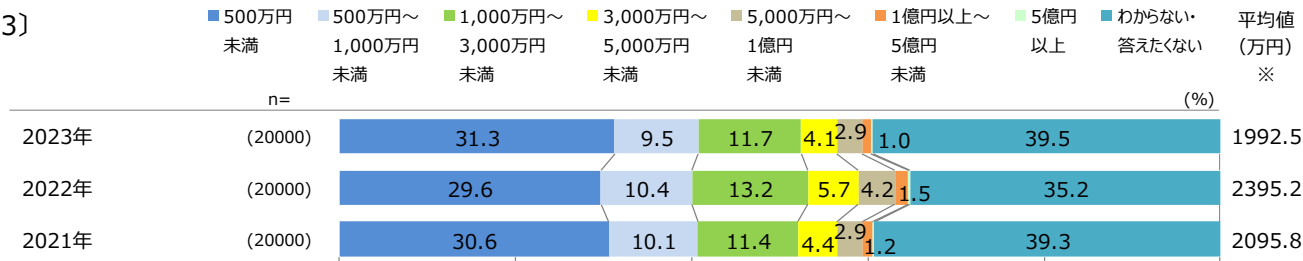 3〕
500万円未満
500万円～1,000万円未満
1,000万円～3,000万円未満
3,000万円～5,000万円未満
5,000万円～1億円未満
1億円以上～5億円未満
5億円以上
わからない・答えたくない
平均値（万円）※
n=
(%)
2023年 (20000) 31.3 9.5 11.7 4.1 2.9 1.0 39.5 1992.5
2022年 (20000) 29.6 10.4 13.2 5.7 4.2 1.5 35.2 2395.2
2021年 (20000) 30.6 10.1 11.4 4.4 2.9 1.2 39.3 2095.8